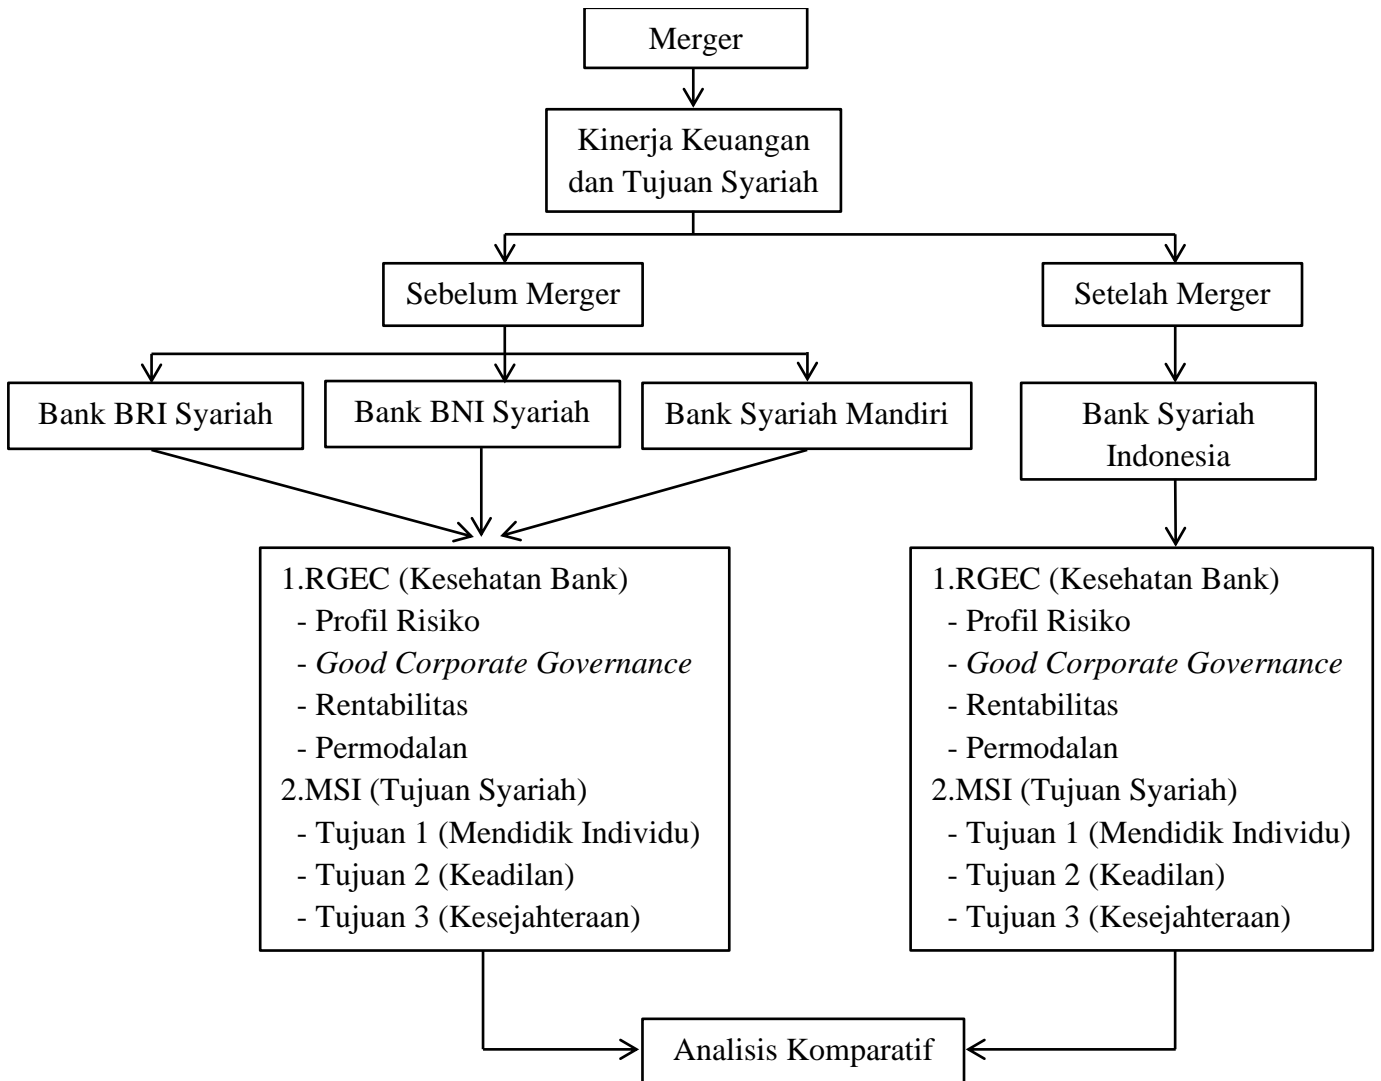 Merger
Kinerja Keuangan
dan Tujuan Syariah
Sebelum Merger
Setelah Merger
Bank BRI Syariah
Bank BNI Syariah
Bank Syariah Mandiri
Bank Syariah
Indonesia
1.RGEC (Kesehatan Bank)
- Profil Risiko
- Good Corporate Governance
- Rentabilitas
- Permodalan
2.MSI (Tujuan Syariah)
- Tujuan 1 (Mendidik Individu)
- Tujuan 2 (Keadilan)
- Tujuan 3 (Kesejahteraan)
1.RGEC (Kesehatan Bank)
- Profil Risiko
- Good Corporate Governance
- Rentabilitas
- Permodalan
2.MSI (Tujuan Syariah)
- Tujuan 1 (Mendidik Individu)
- Tujuan 2 (Keadilan)
- Tujuan 3 (Kesejahteraan)
Analisis Komparatif